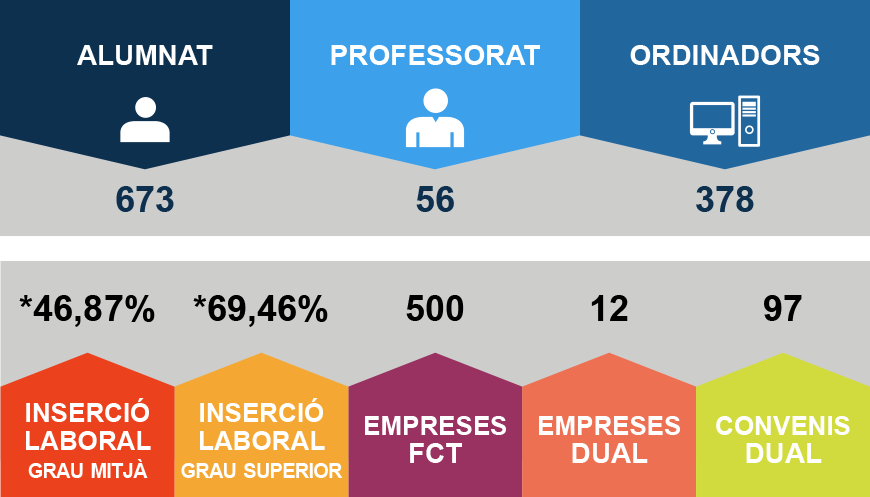 ALUMNAT
PROFESSORAT
ORDINADORS
673
56
378
*46,87%
*69,46%
500
12
97
INSERCIÓ
LABORAL
GRAU MITJÀ
INSERCIÓ
LABORAL
GRAU SUPERIOR
EMPRESES
FCT
EMPRESES
DUAL
CONVENIS
DUAL